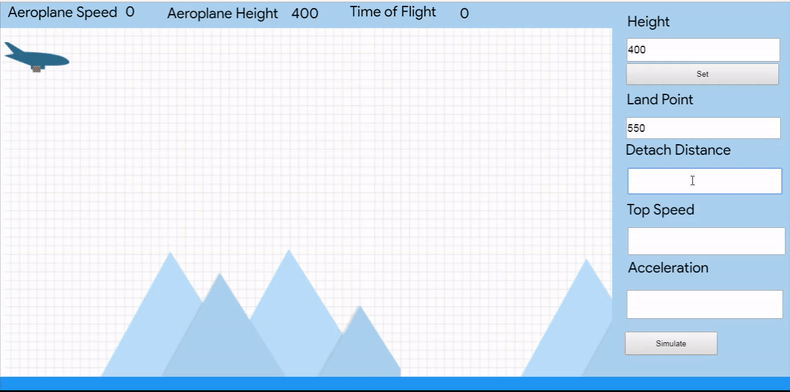 Aeroplane Speed 0 Aeroplane Height 400 Time of Flight 0
Height
400
Set
Land Point
550
Detach Distance
Top Speed
Acceleration
Simulate